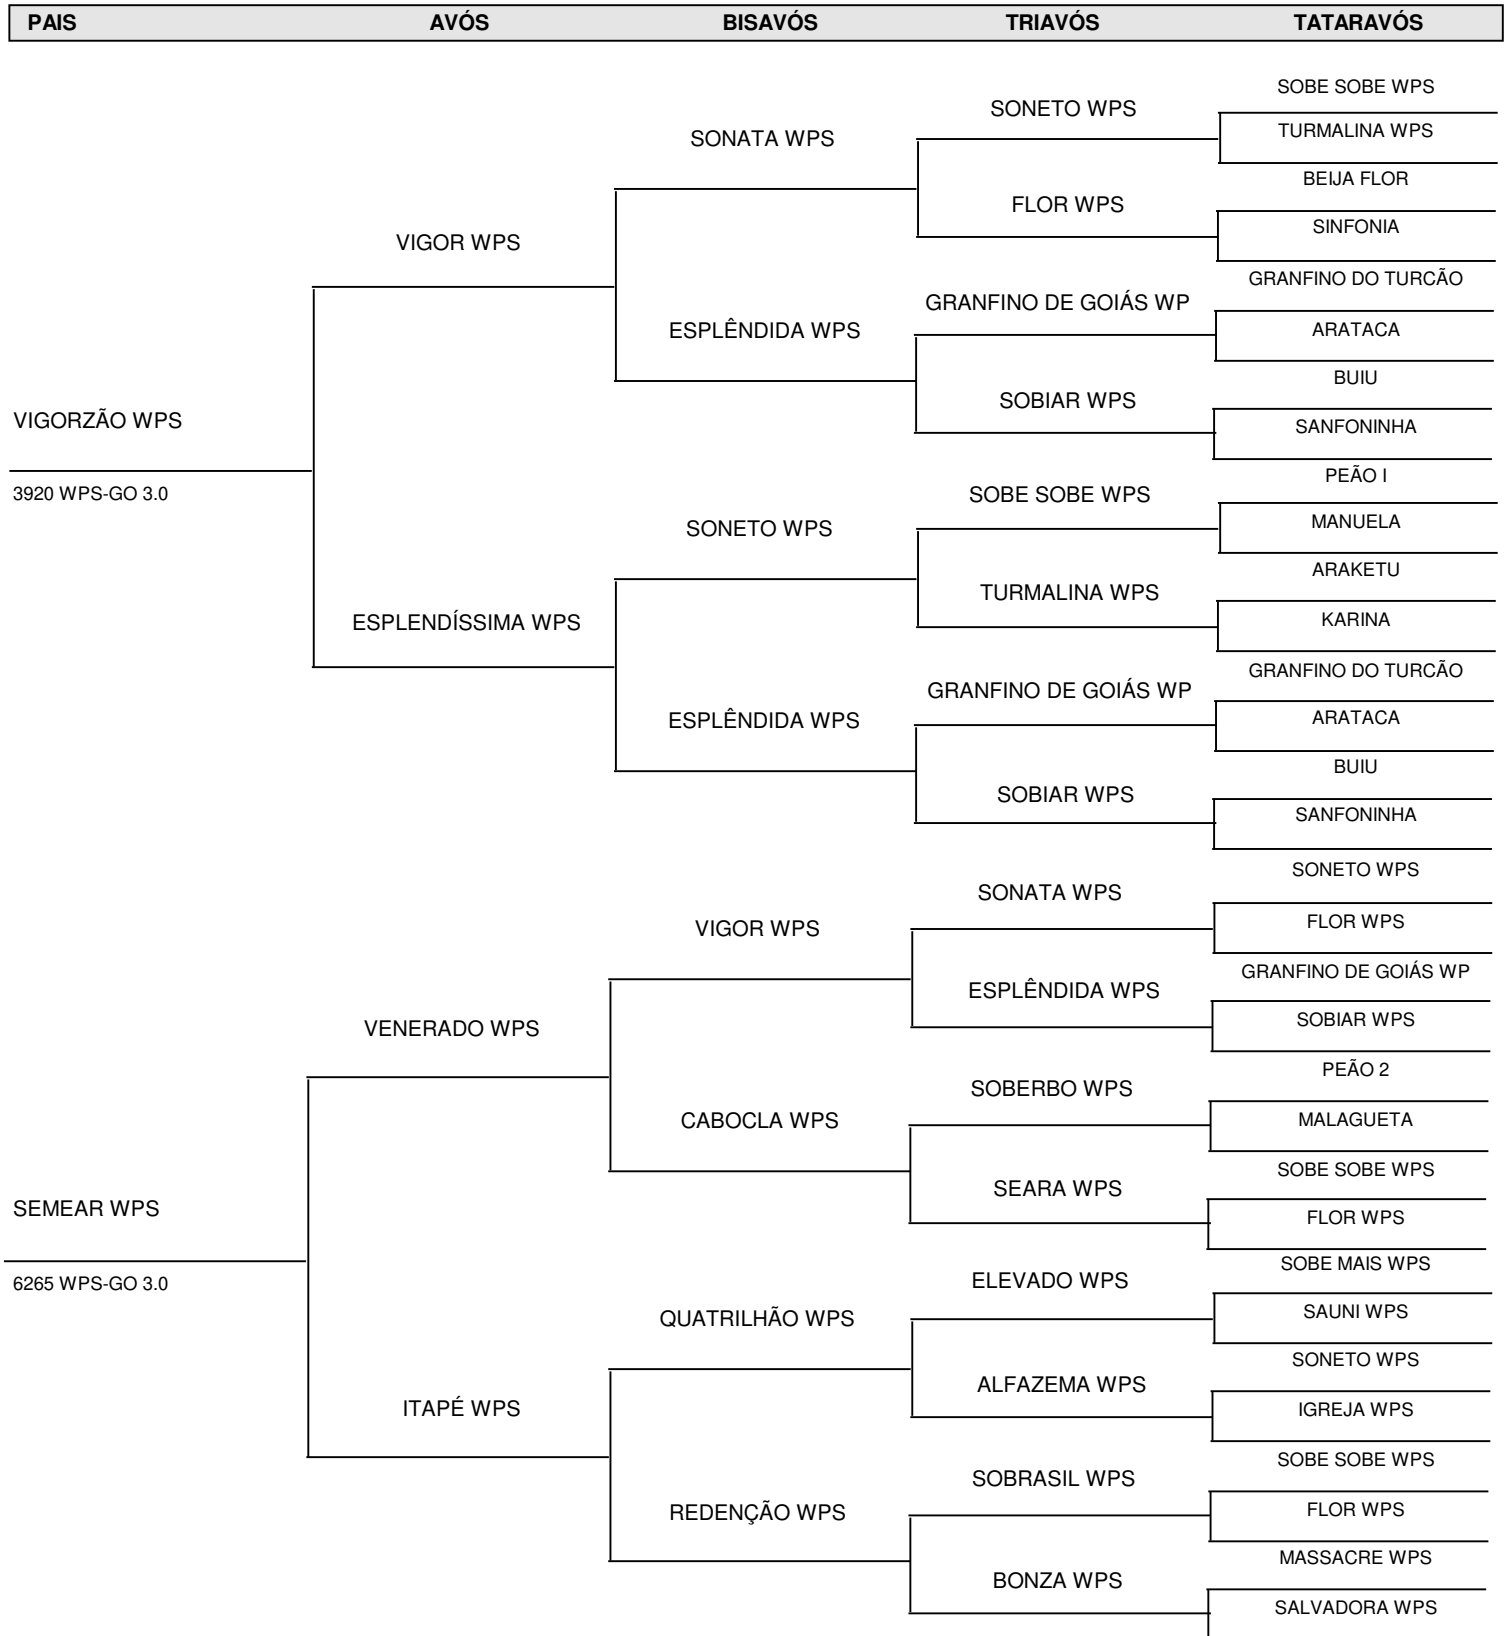 PAIS AVÓS BISAVÓS TRIAVÓS TATARAVÓS
SOBE SOBE WPS
SONETO WPS
TURMALINA WPS
SONATA WPS
BEIJA FLOR
FLOR WPS
SINFONIA
VIGOR WPS
GRANFINO DO TURCÃO
GRANFINO DE GOIÁS WP
ARATACA
ESPLÊNDIDA WPS
BUIU
SOBIAR WPS
SANFONINHA
VIGORZÃO WPS
3920 WPS-GO 3.0
PEÃO I
SOBE SOBE WPS
MANUELA
SONETO WPS
ARAKETU
TURMALINA WPS
KARINA
ESPLENDÍSSIMA WPS
GRANFINO DO TURCÃO
GRANFINO DE GOIÁS WP
ARATACA
ESPLÊNDIDA WPS
BUIU
SOBIAR WPS
SANFONINHA
SONETO WPS
SONATA WPS
FLOR WPS
VIGOR WPS
GRANFINO DE GOIÁS WP
ESPLÊNDIDA WPS
SOBIAR WPS
VENERADO WPS
PEÃO 2
SOBERBO WPS
MALAGUETA
CABOCLA WPS
SOBE SOBE WPS
SEARA WPS
FLOR WPS
SEMEAR WPS
6265 WPS-GO 3.0
SOBE MAIS WPS
ELEVADO WPS
SAUNI WPS
QUATRILHÃO WPS
SONETO WPS
ALFAZEMA WPS
IGREJA WPS
ITAPÉ WPS
SOBE SOBE WPS
SOBRASIL WPS
FLOR WPS
REDENÇÃO WPS
MASSACRE WPS
BONZA WPS
SALVADORA WPS